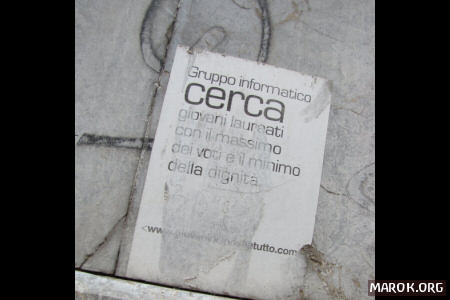 Gruppo informatico
cerca
giovani laureati
con il massimo
dei voti e il minimo
della dignità.
MAROK.ORG